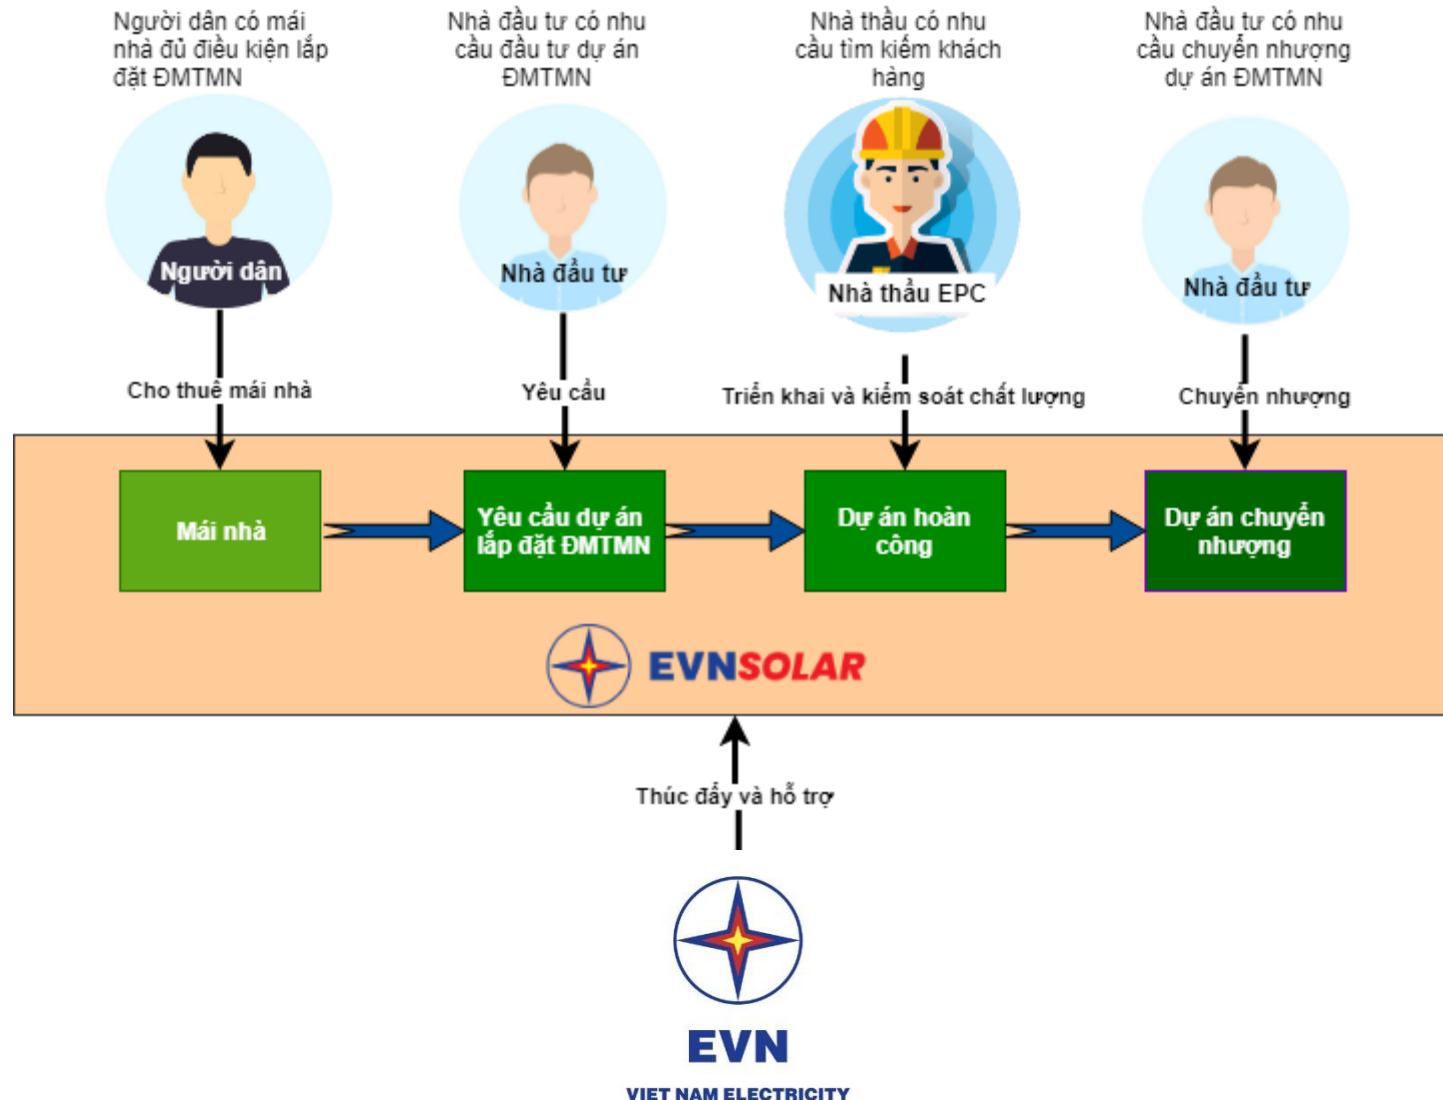 Người dân có mái
nhà đủ điều kiện lắp
đặt ĐMTMN
Nhà đầu tư có nhu
cầu đầu tư dự án
ĐMTMN
Nhà thầu có nhu
cầu tìm kiếm khách
hàng
Nhà đầu tư có nhu
cầu chuyển nhượng
dự án ĐMTMN
Người dân
Nhà đầu tư
Nhà thầu EPC
Nhà đầu tư
Cho thuê mái nhà
Yêu cầu
Triển khai và kiểm soát chất lượng
Chuyển nhượng
Mái nhà
Yêu cầu dự án
lắp đặt ĐMTMN
Dự án hoàn
công
Dự án chuyển
nhượng
EVNSOLAR
Thúc đẩy và hỗ trợ
EVN
VIET NAM ELECTRICITY